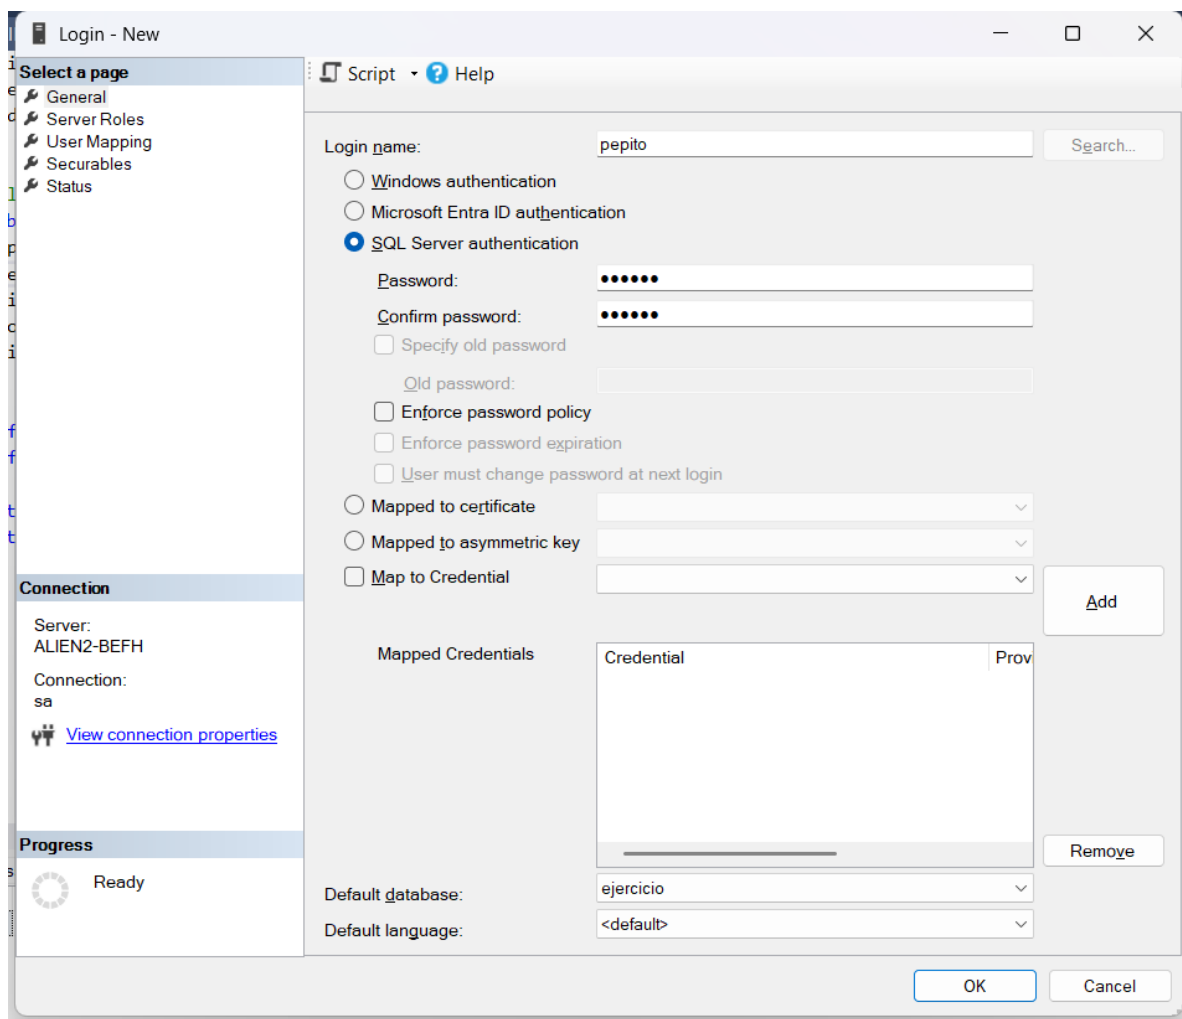 Login - New
Select a page
General
Server Roles
User Mapping
Securables
Status
Script
Help
Login name:
pepito
Search...
Windows authentication
Microsoft Entra ID authentication
SQL Server authentication
Password:
●●●●●●
Confirm password:
●●●●●●
Specify old password
Old password:
Enforce password policy
Enforce password expiration
User must change password at next login
Mapped to certificate
Mapped to asymmetric key
Map to Credential
Add
Mapped Credentials
Credential
Provi
Remove
Default database:
ejercicio
Default language:
<default>
Connection
Server:
ALIEN2-BEFH
Connection:
sa
View connection properties
Progress
Ready
OK
Cancel